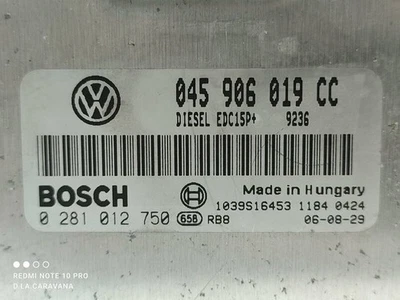 045 906 019 CC
DIESEL EDC15P+ 9236
BOSCH
Made in Hungary
0 281 012 750 658 RB8
1039S16453 1184 0424
06-08-29
REDMI NOTE 10 PRO
D.I.A CARAVANA